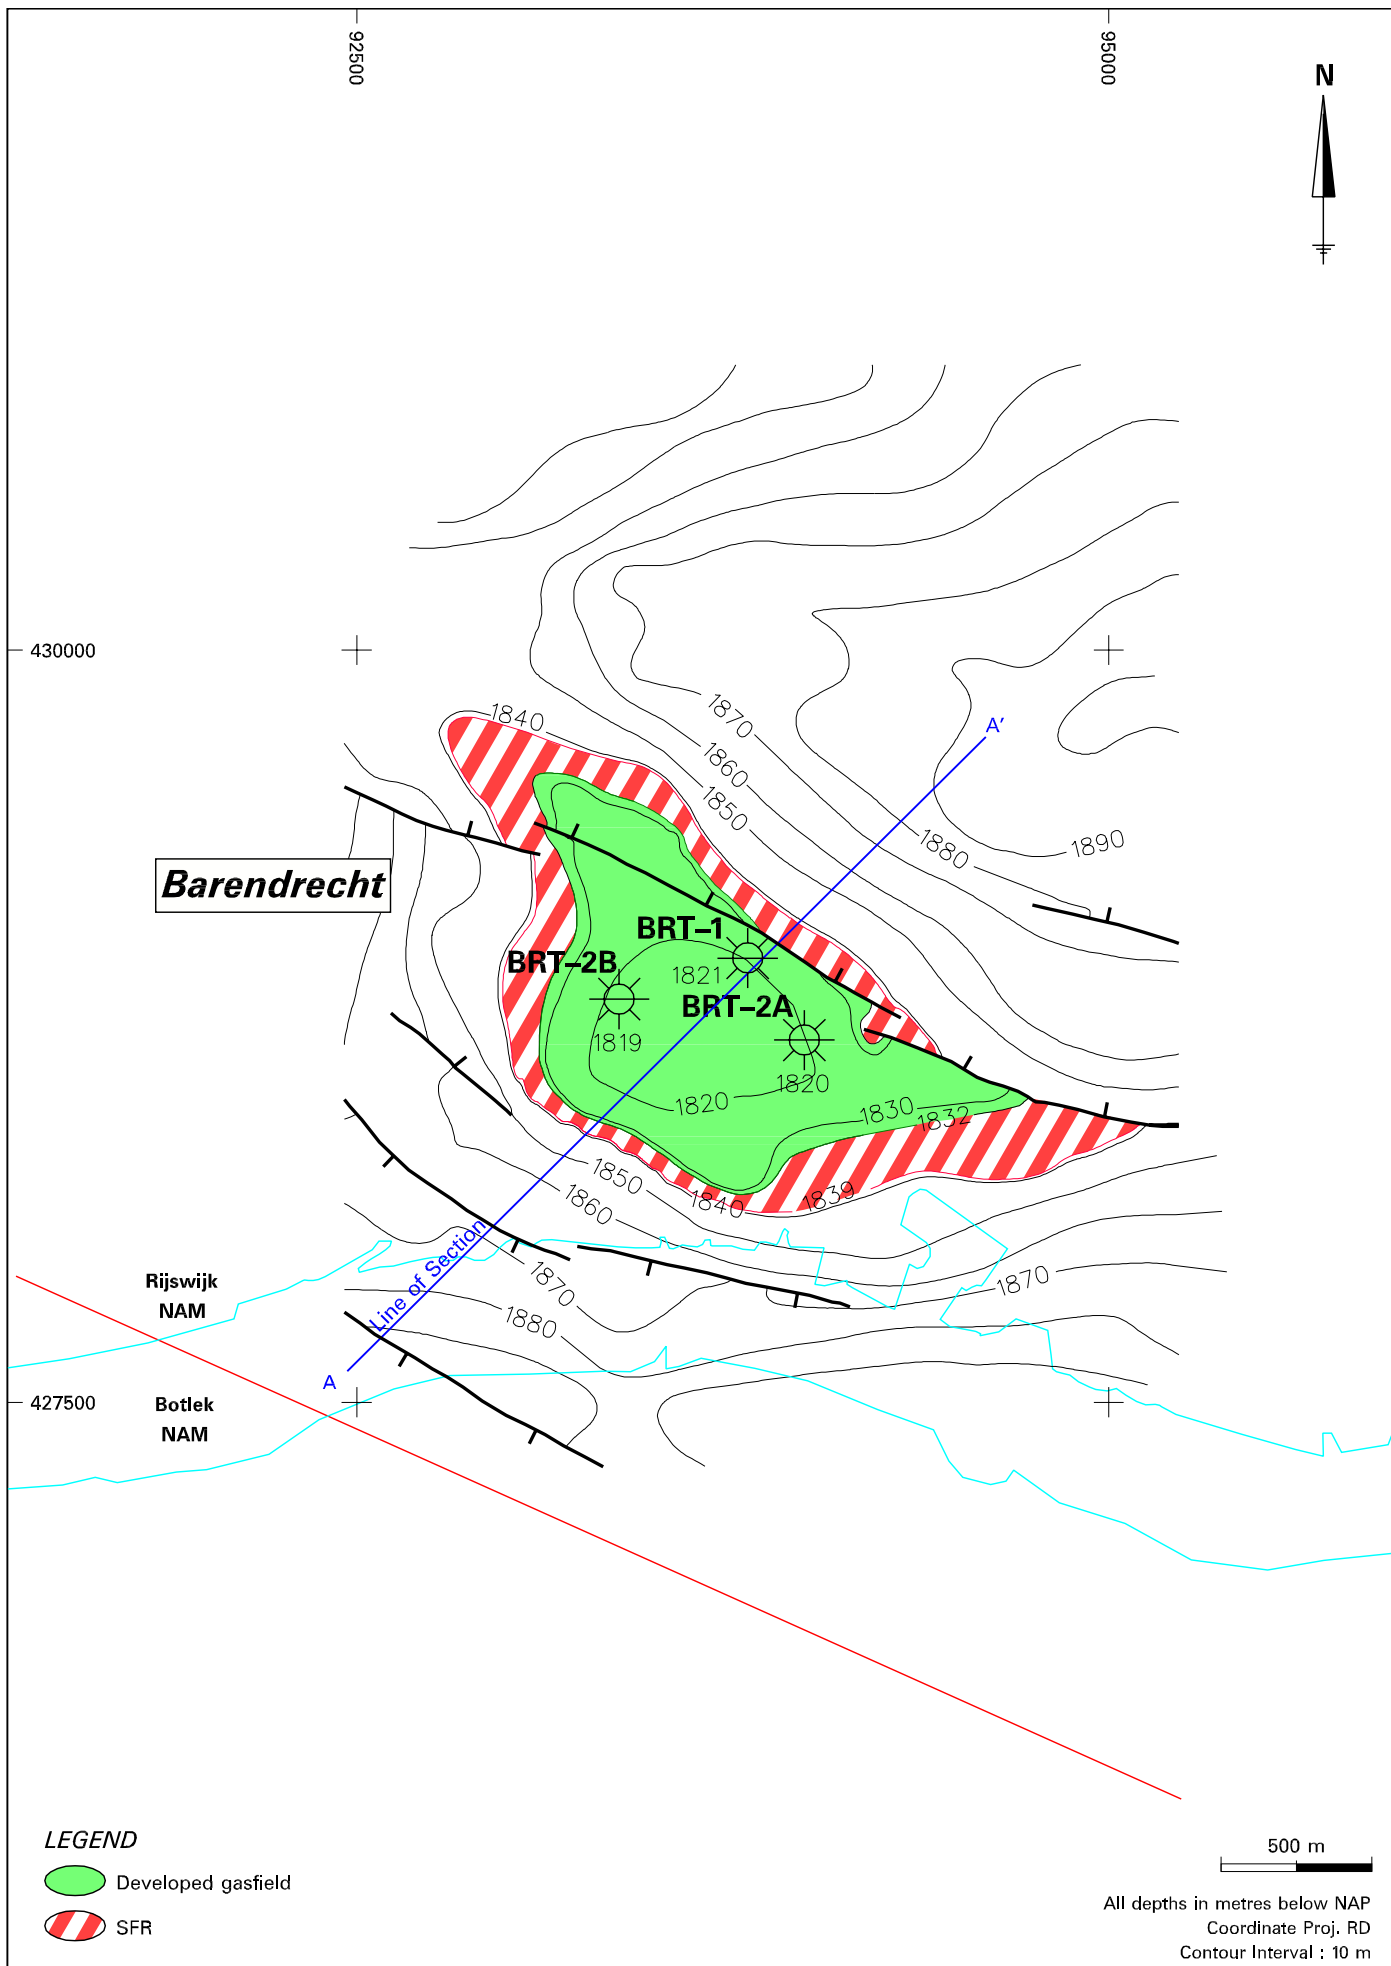 92500
95000
N
430000
1840
1870
1860
1850
A'
1880
1890
Barendrecht
BRT–1
1821
BRT–2B
BRT–2A
1819
1820
1820
1830
1832
1850
1860
1840
1839
1870
1880
1870
Line of Section
A
Rijswijk
NAM
427500
Botlek
NAM
LEGEND
Developed gasfield
SFR
500 m
All depths in metres below NAP
Coordinate Proj. RD
Contour Interval : 10 m